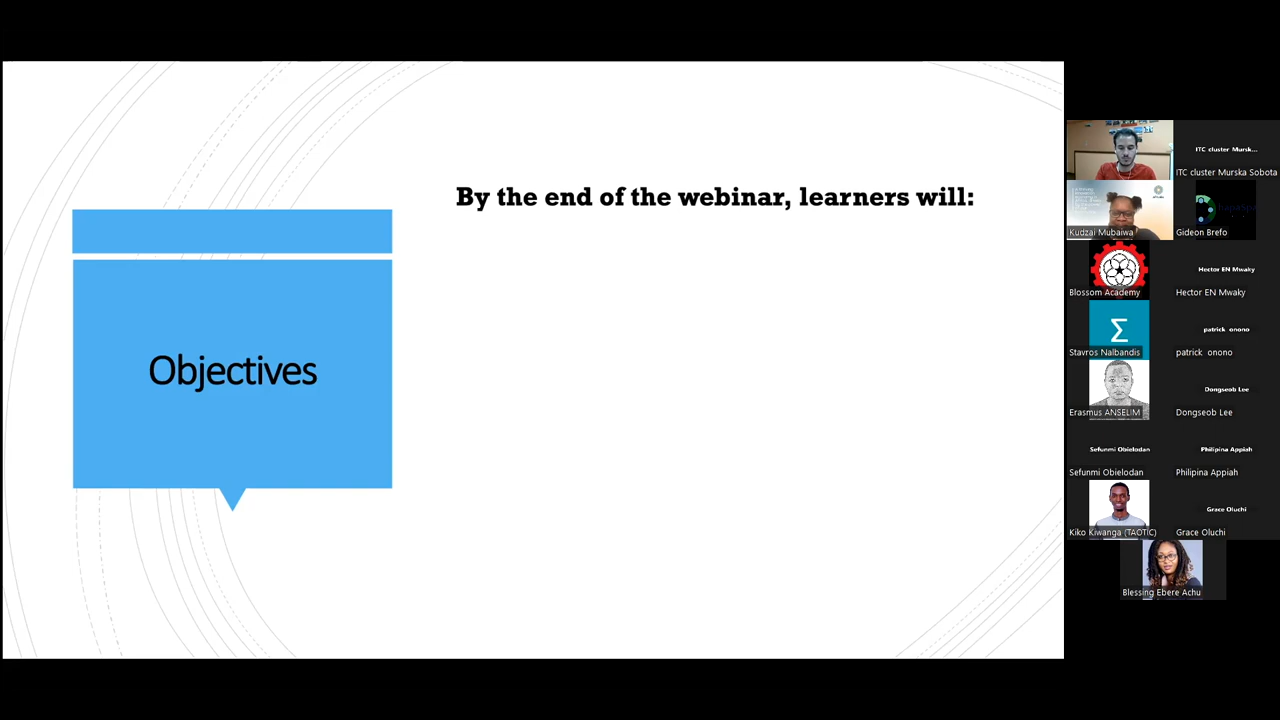 By the end of the webinar, learners will:
Objectives
ITC cluster Mursk...
ITC cluster Murska Sobota
Kudzai Mubaiwa
Gideon Brefo
Hector EN Mwaky
Blossom Academy
Hector EN Mwaky
Σ
patrick onono
Stavros Nalbandis
patrick onono
Dongseob Lee
Erasmus ANSELIM
Dongseob Lee
Sefunmi Obielodan
Philipina Appiah
Sefunmi Obielodan
Philipina Appiah
Grace Oluchi
Kiko Kiwanga (TAOTIC)
Grace Oluchi
Blessing Ebere Achu